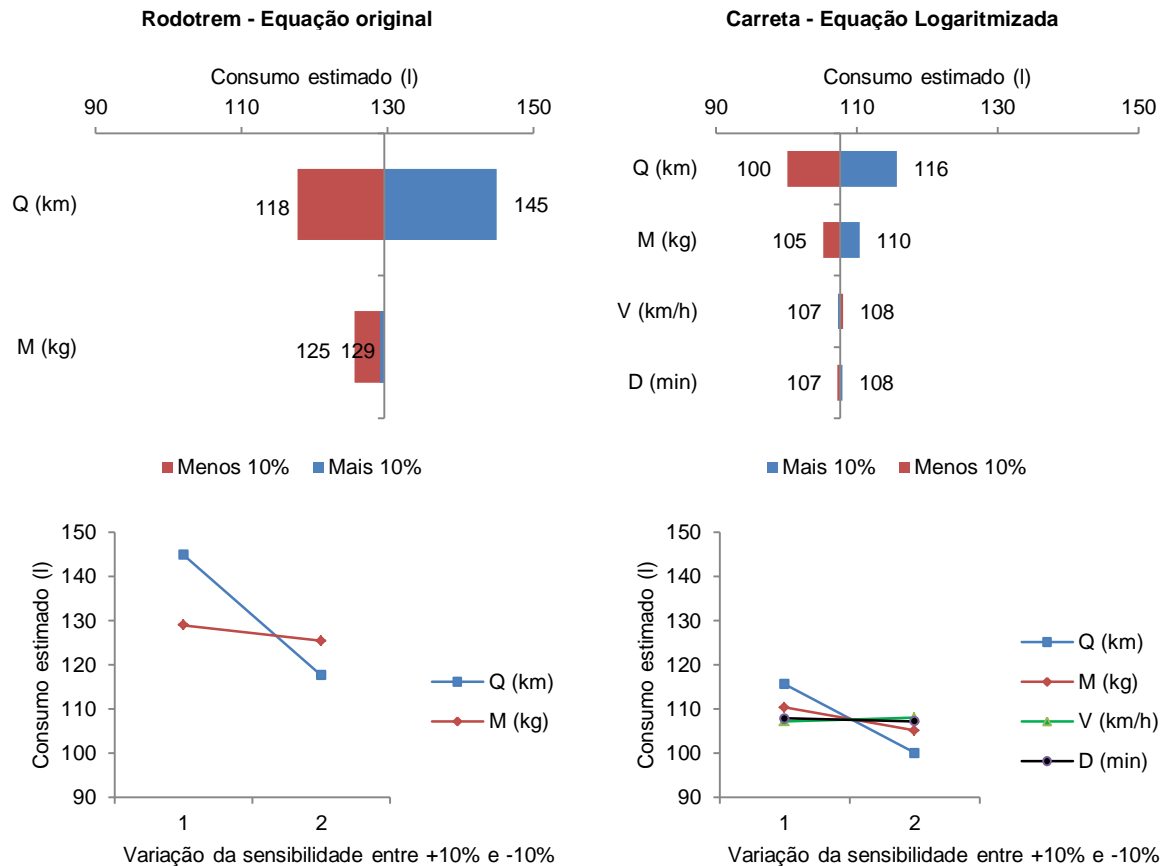 Rodotrem - Equação original
Consumo estimado (l)
90 110 130 150
Q (km)
118 145
M (kg)
125 129
Menos 10% Mais 10%
Carreta - Equação Logaritmizada
Consumo estimado (l)
90 110 130 150
Q (km)
100 116
M (kg)
105 110
V (km/h)
107 108
D (min)
107 108
Mais 10% Menos 10%
Consumo estimado (l)
150
140
130
120
110
100
90
1 2
Variação da sensibilidade entre +10% e -10%
Q (km)
M (kg)
Consumo estimado (l)
150
140
130
120
110
100
90
1 2
Variação da sensibilidade entre +10% e -10%
Q (km)
M (kg)
V (km/h)
D (min)